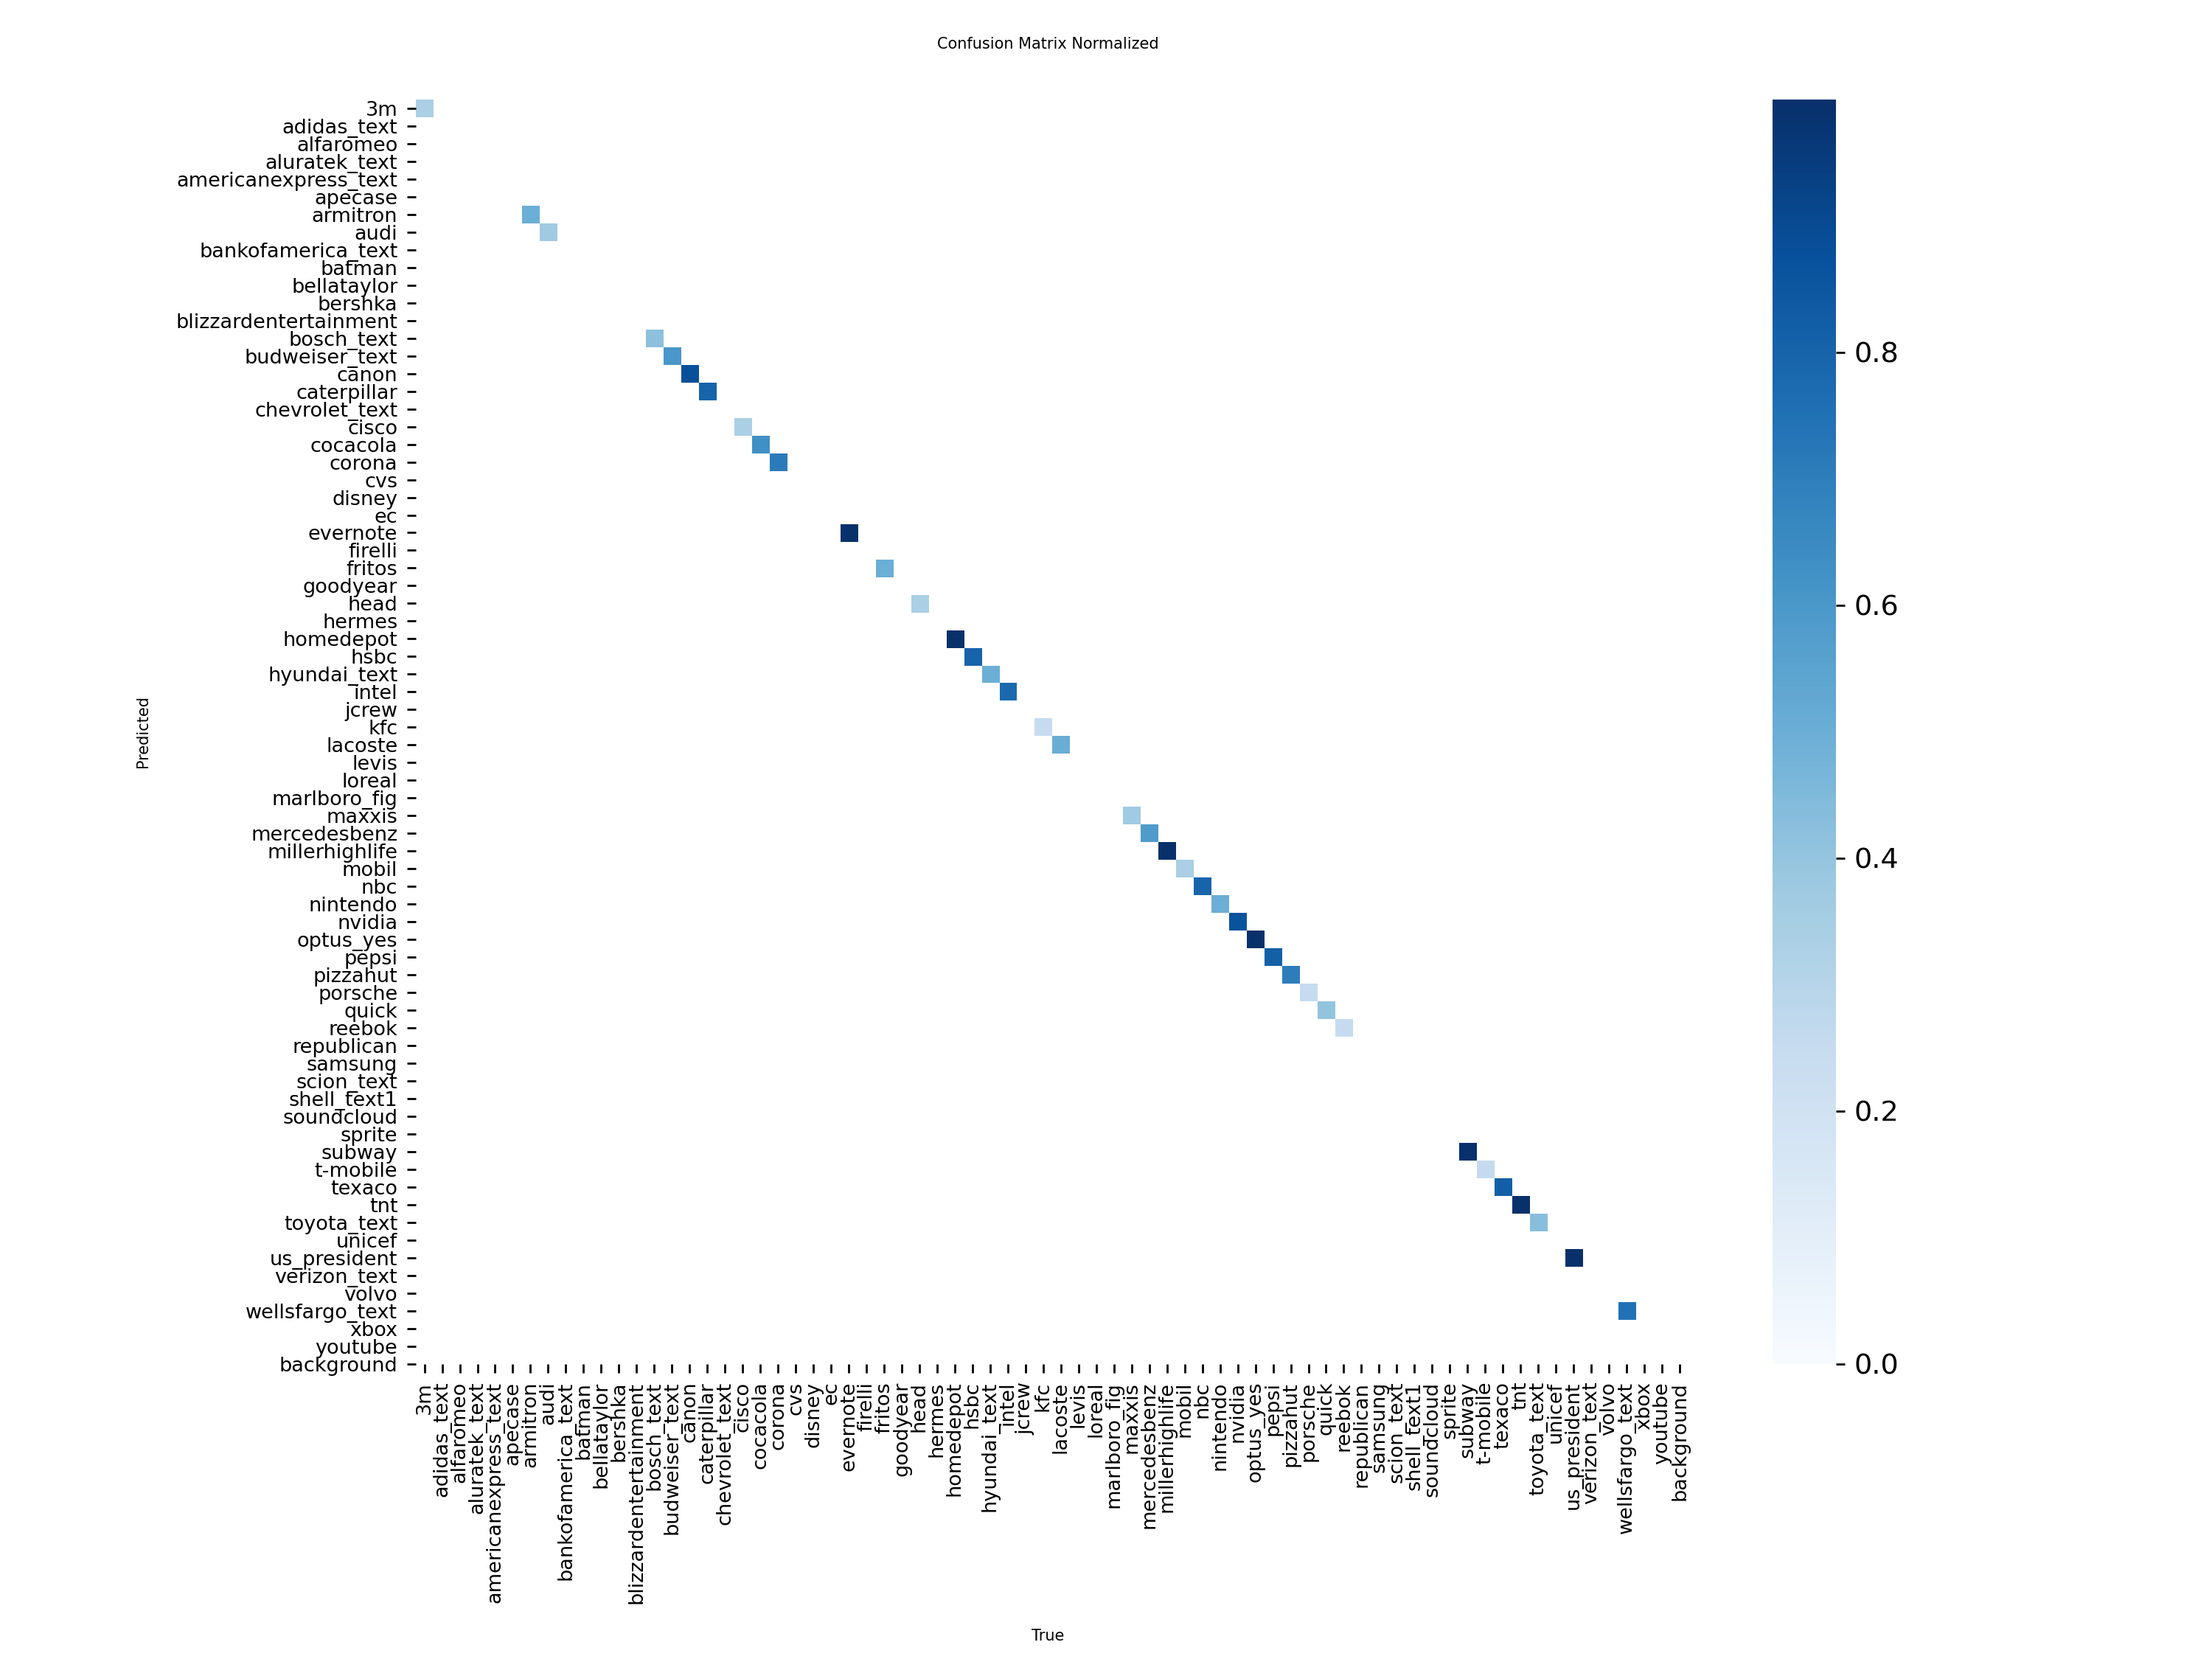 Confusion Matrix Normalized
3m
adidas_text
alfaromeo
aluratek_text
americanexpress_text
apecase
armitron
audi
bankofamerica_text
batman
bellataylor
bershka
blizzardentertainment
bosch_text
budweiser_text
canon
caterpillar
chevrolet_text
cisco
cocacola
corona
cvs
disney
ec
evernote
firelli
fritos
goodyear
head
hermes
homedepot
hsbc
hyundai_text
intel
jcrew
kfc
lacoste
levis
loreal
marlboro_fig
maxxis
mercedesbenz
millerhighlife
mobil
nbc
nintendo
nvidia
optus_yes
pepsi
pizzahut
porsche
quick
reebok
republican
samsung
scion_text
shell_text1
soundcloud
sprite
subway
t-mobile
texaco
tnt
toyota_text
unicef
us_president
verizon_text
volvo
wellsfargo_text
xbox
youtube
background
Predicted
3m
adidas_text
alfaromeo
aluratek_text
americanexpress_text
apecase
armitron
audi
bankofamerica_text
batman
bellataylor
bershka
blizzardentertainment
bosch_text
budweiser_text
canon
caterpillar
chevrolet_text
cisco
cocacola
corona
cvs
disney
ec
evernote
firelli
fritos
goodyear
head
hermes
homedepot
hsbc
hyundai_text
intel
jcrew
kfc
lacoste
levis
loreal
marlboro_fig
maxxis
mercedesbenz
millerhighlife
mobil
nbc
nintendo
nvidia
optus_yes
pepsi
pizzahut
porsche
quick
reebok
republican
samsung
scion_text
shell_text1
soundcloud
sprite
subway
t-mobile
texaco
tnt
toyota_text
unicef
us_president
verizon_text
volvo
wellsfargo_text
xbox
youtube
background
True
0.8
0.6
0.4
0.2
0.0